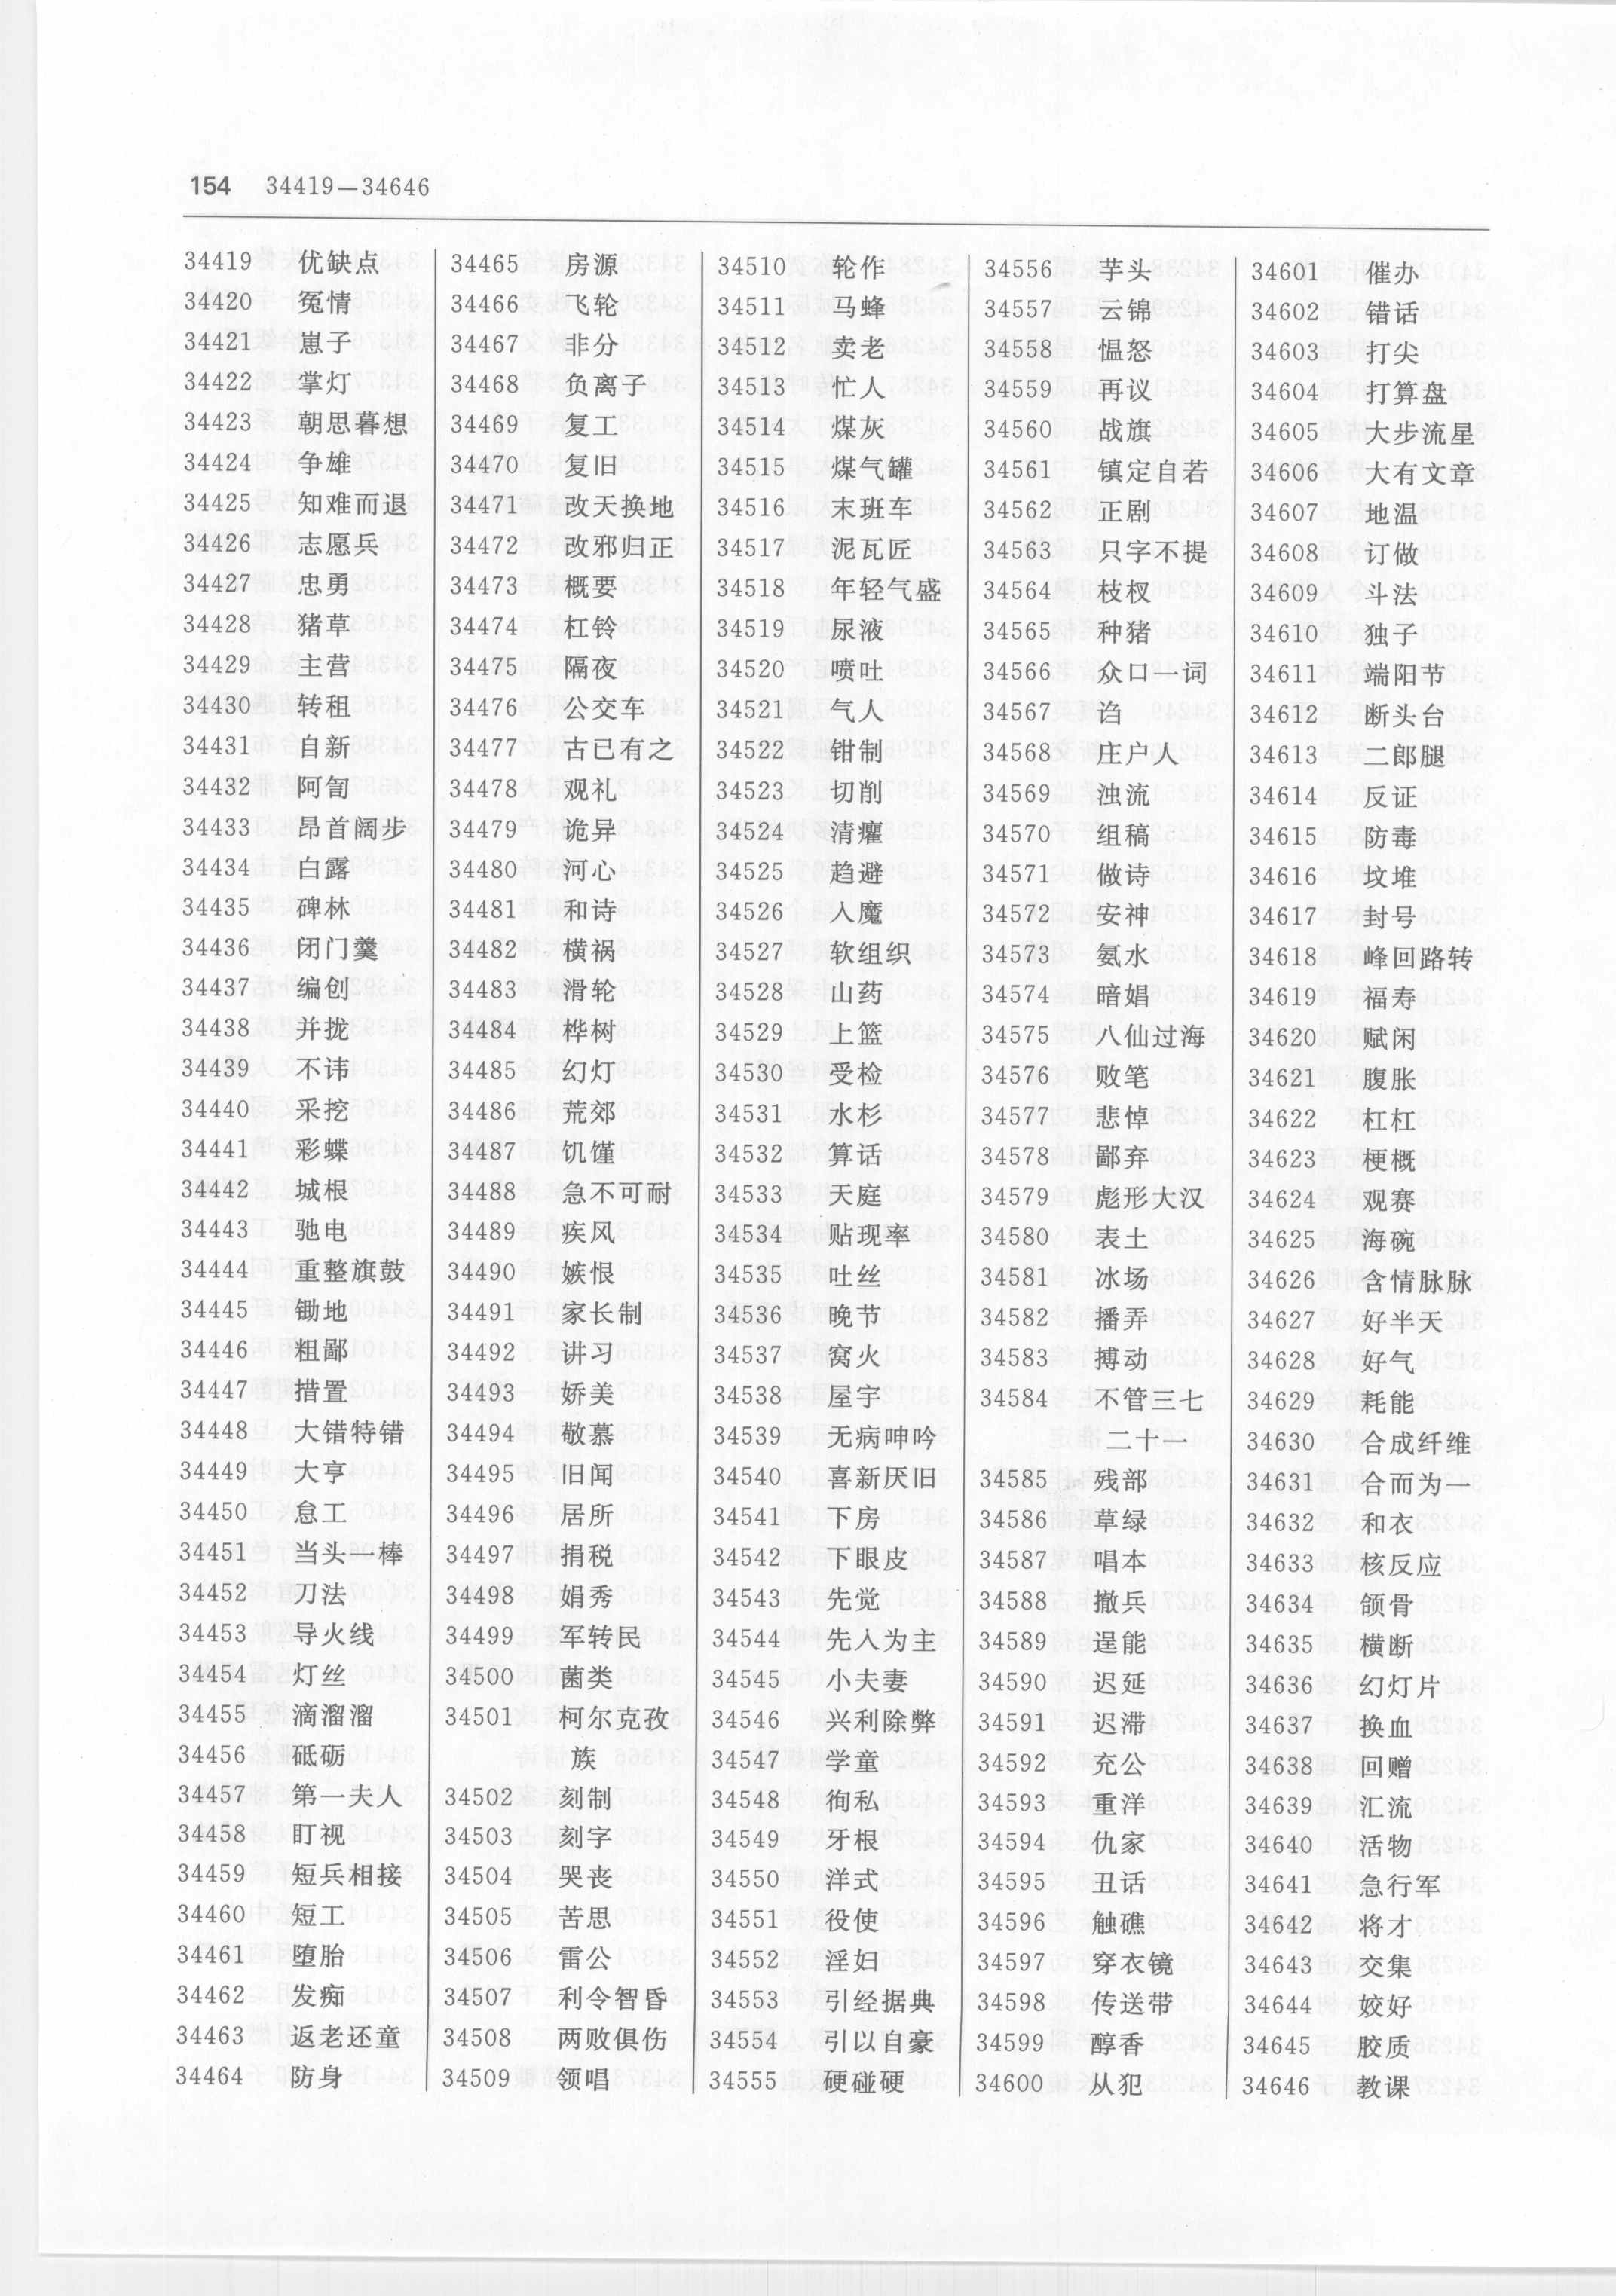 154 34419—34646
34419 优缺点
34420 冤情
34421 崽子
34422 掌灯
34423 朝思暮想
34424 争雄
34425 知难而退
34426 志愿兵
34427 忠勇
34428 猪草
34429 主营
34430 转租
34431 自新
34432 阿訇
34433 昂首阔步
34434 白露
34435 碑林
34436 闭门羹
34437 编创
34438 并拢
34439 不讳
34440 采挖
34441 彩蝶
34442 城根
34443 驰电
34444 重整旗鼓
34445 锄地
34446 粗鄙
34447 措置
34448 大错特错
34449 大亨
34450 怠工
34451 当头一棒
34452 刀法
34453 导火线
34454 灯丝
34455 滴溜溜
34456 砥砺
34457 第一夫人
34458 盯视
34459 短兵相接
34460 短工
34461 堕胎
34462 发痴
34463 返老还童
34464 防身
34465 房源
34466 飞轮
34467 非分
34468 负离子
34469 复工
34470 复旧
34471 改天换地
34472 改邪归正
34473 概要
34474 杠铃
34475 隔夜
34476 公交车
34477 古已有之
34478 观礼
34479 诡异
34480 河心
34481 和诗
34482 横祸
34483 滑轮
34484 桦树
34485 幻灯
34486 荒郊
34487 饥馑
34488 急不可耐
34489 疾风
34490 嫉恨
34491 家长制
34492 讲习
34493 娇美
34494 敬慕
34495 旧闻
34496 居所
34497 捐税
34498 娟秀
34499 军转民
34500 菌类
34501 柯尔克孜
族
34502 刻制
34503 刻字
34504 哭丧
34505 苦思
34506 雷公
34507 利令智昏
34508 两败俱伤
34509 领唱
34510 轮作
34511 马蜂
34512 卖老
34513 忙人
34514 煤灰
34515 煤气罐
34516 末班车
34517 泥瓦匠
34518 年轻气盛
34519 尿液
34520 喷吐
34521 气人
34522 钳制
34523 切削
34524 清癯
34525 趋避
34526 人魔
34527 软组织
34528 山药
34529 上篮
34530 受检
34531 水杉
34532 算话
34533 天庭
34534 贴现率
34535 吐丝
34536 晚节
34537 窝火
34538 屋宇
34539 无病呻吟
34540 喜新厌旧
34541 下房
34542 下眼皮
34543 先觉
34544 先入为主
34545 小夫妻
34546 兴利除弊
34547 学童
34548 徇私
34549 牙根
34550 洋式
34551 役使
34552 淫妇
34553 引经据典
34554 引以自豪
34555 硬碰硬
34556 芋头
34557 云锦
34558 愠怒
34559 再议
34560 战旗
34561 镇定自若
34562 正剧
34563 只字不提
34564 枝杈
34565 种猪
34566 众口一词
34567 诌
34568 庄户人
34569 浊流
34570 组稿
34571 做诗
34572 安神
34573 氨水
34574 暗娼
34575 八仙过海
34576 败笔
34577 悲悼
34578 鄙弃
34579 彪形大汉
34580 表土
34581 冰场
34582 播弄
34583 搏动
34584 不管三七
二十一
34585 残部
34586 草绿
34587 唱本
34588 撤兵
34589 逞能
34590 迟延
34591 迟滞
34592 充公
34593 重洋
34594 仇家
34595 丑话
34596 触礁
34597 穿衣镜
34598 传送带
34599 醇香
34600 从犯
34601 催办
34602 错话
34603 打尖
34604 打算盘
34605 大步流星
34606 大有文章
34607 地温
34608 订做
34609 斗法
34610 独子
34611 端阳节
34612 断头台
34613 二郎腿
34614 反证
34615 防毒
34616 坟堆
34617 封号
34618 峰回路转
34619 福寿
34620 赋闲
34621 腹胀
34622 杠杠
34623 梗概
34624 观赛
34625 海碗
34626 含情脉脉
34627 好半天
34628 好气
34629 耗能
34630 合成纤维
34631 合而为一
34632 和衣
34633 核反应
34634 颌骨
34635 横断
34636 幻灯片
34637 换血
34638 回赠
34639 汇流
34640 活物
34641 急行军
34642 将才
34643 交集
34644 姣好
34645 胶质
34646 教课